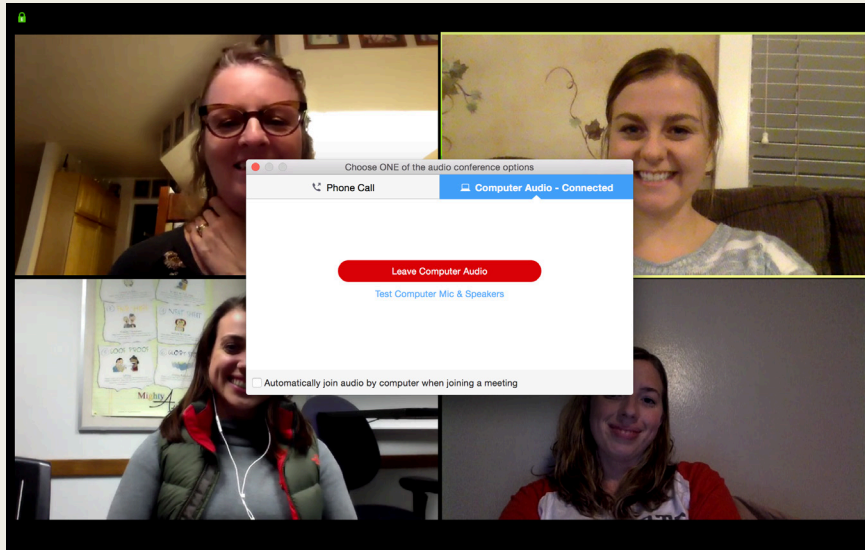 Choose ONE of the audio conference options
Phone Call
Computer Audio - Connected
Leave Computer Audio
Test Computer Mic & Speakers
Automatically join audio by computer when joining a meeting
Mighty